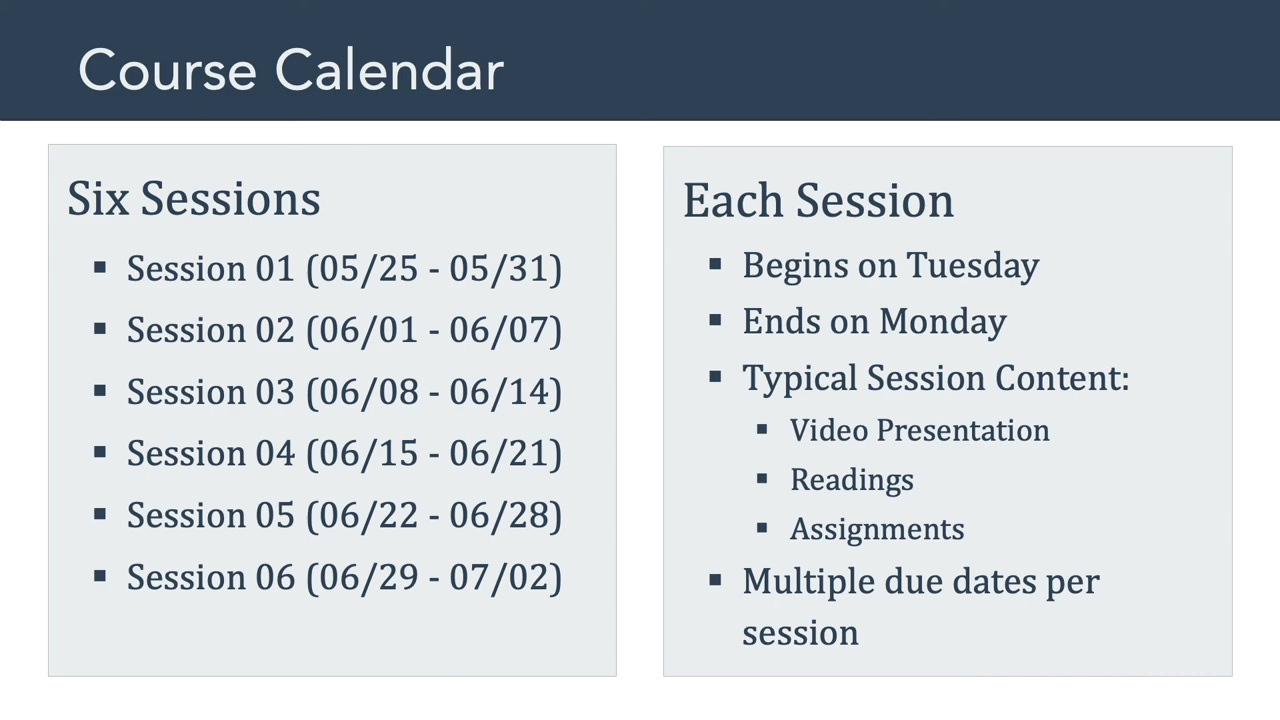 Course Calendar
Six Sessions
▪ Session 01 (05/25 - 05/31)
▪ Session 02 (06/01 - 06/07)
▪ Session 03 (06/08 - 06/14)
▪ Session 04 (06/15 - 06/21)
▪ Session 05 (06/22 - 06/28)
▪ Session 06 (06/29 - 07/02)
Each Session
▪ Begins on Tuesday
▪ Ends on Monday
▪ Typical Session Content:
▪ Video Presentation
▪ Readings
▪ Assignments
▪ Multiple due dates per
session